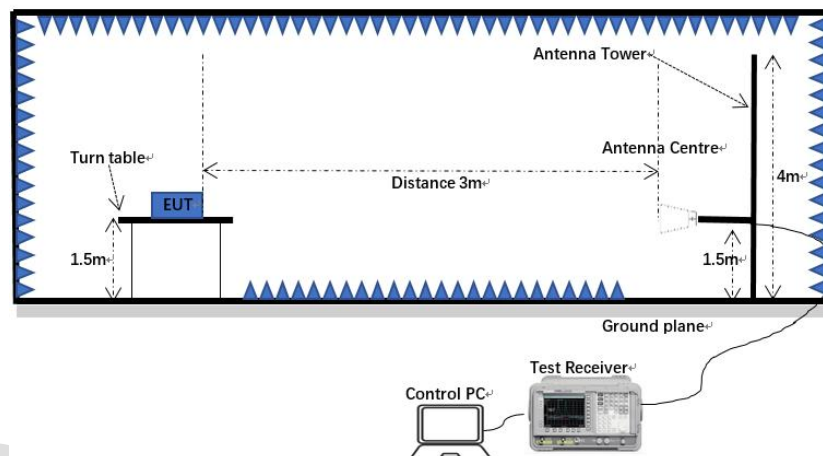 Antenna Tower
Turn table
Antenna Centre
Distance 3m
4m
EUT
1.5m
1.5m
Ground plane
Test Receiver
Control PC